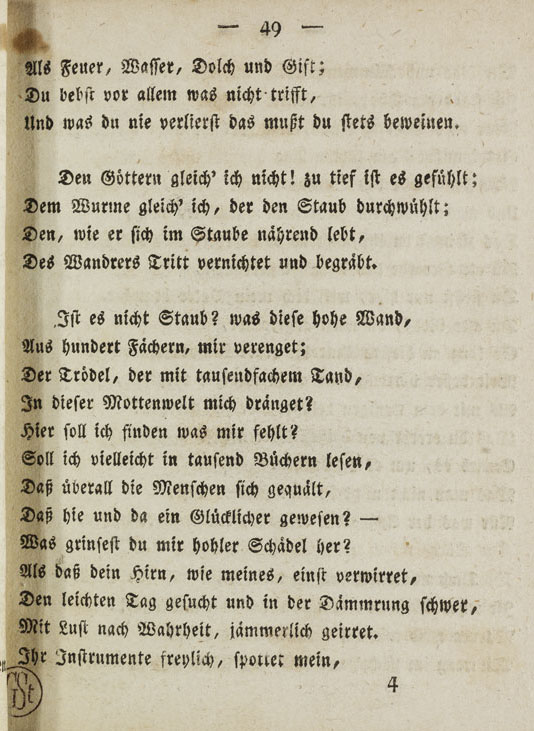 — 49 —
Als Feuer, Wasser, Dolch und Gift;
Du bebst vor allem was nicht trifft,
Und was du nie verlierst das mußt du stets beweinen.
Den Göttern gleich' ich nicht! zu tief ist es gefühlt;
Dem Wurme gleich' ich, der den Staub durchwühlt;
Den, wie er sich im Staube nährend lebt,
Des Wandrers Tritt vernichtet und begräbt.
Ist es nicht Staub? was diese hohe Wand,
Aus hundert Fächern, mir verenget;
Der Trödel, der mit tausendfachem Tand,
In dieser Mottenwelt mich dränget?
Hier soll ich finden was mir fehlt?
Soll ich vielleicht in tausend Büchern lesen,
Daß überall die Menschen sich gequält,
Daß hie und da ein Glücklicher gewesen? —
Was grinsest du mir hohler Schädel her?
Als daß dein Hirn, wie meines, einst verwirret,
Den leichten Tag gesucht und in der Dämmrung schwer,
Mit Lust nach Wahrheit, jämmerlich geirret.
Ihr Instrumente freylich, spottet mein,
4